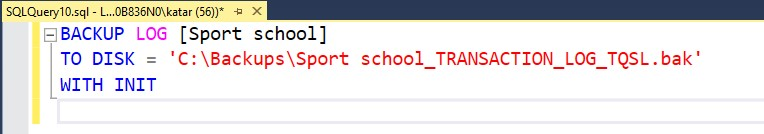 SQLQuery10.sql - L...0B836N0\katar (56))*
BACKUP LOG [Sport school]
TO DISK = 'C:\Backups\Sport school_TRANSACTION_LOG_TQSL.bak'
WITH INIT